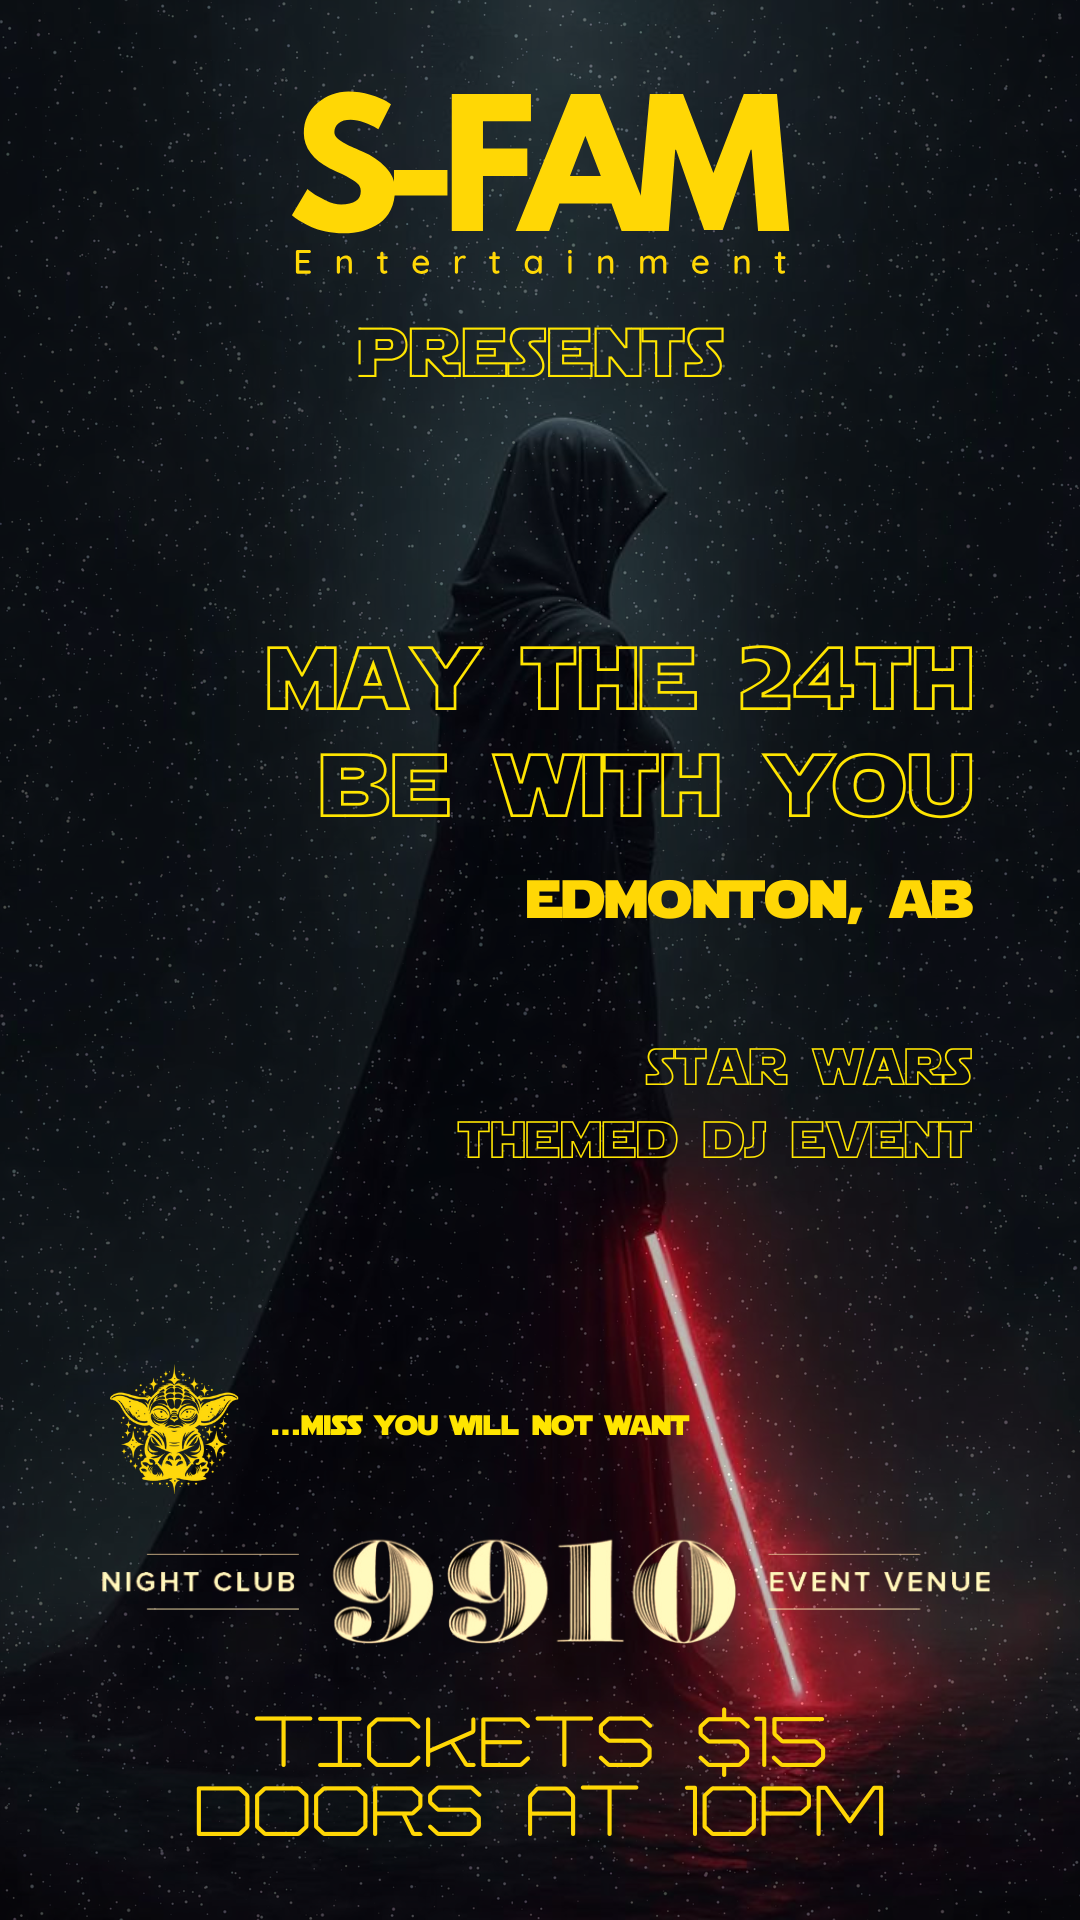 S-FAM
Entertainment
PRESENTS
MAY THE 24TH
BE WITH YOU
EDMONTON, AB
STAR WARS
THEMED DJ EVENT
...MISS YOU WILL NOT WANT
NIGHT CLUB 9910 EVENT VENUE
TICKETS $15
DOORS AT 10PM